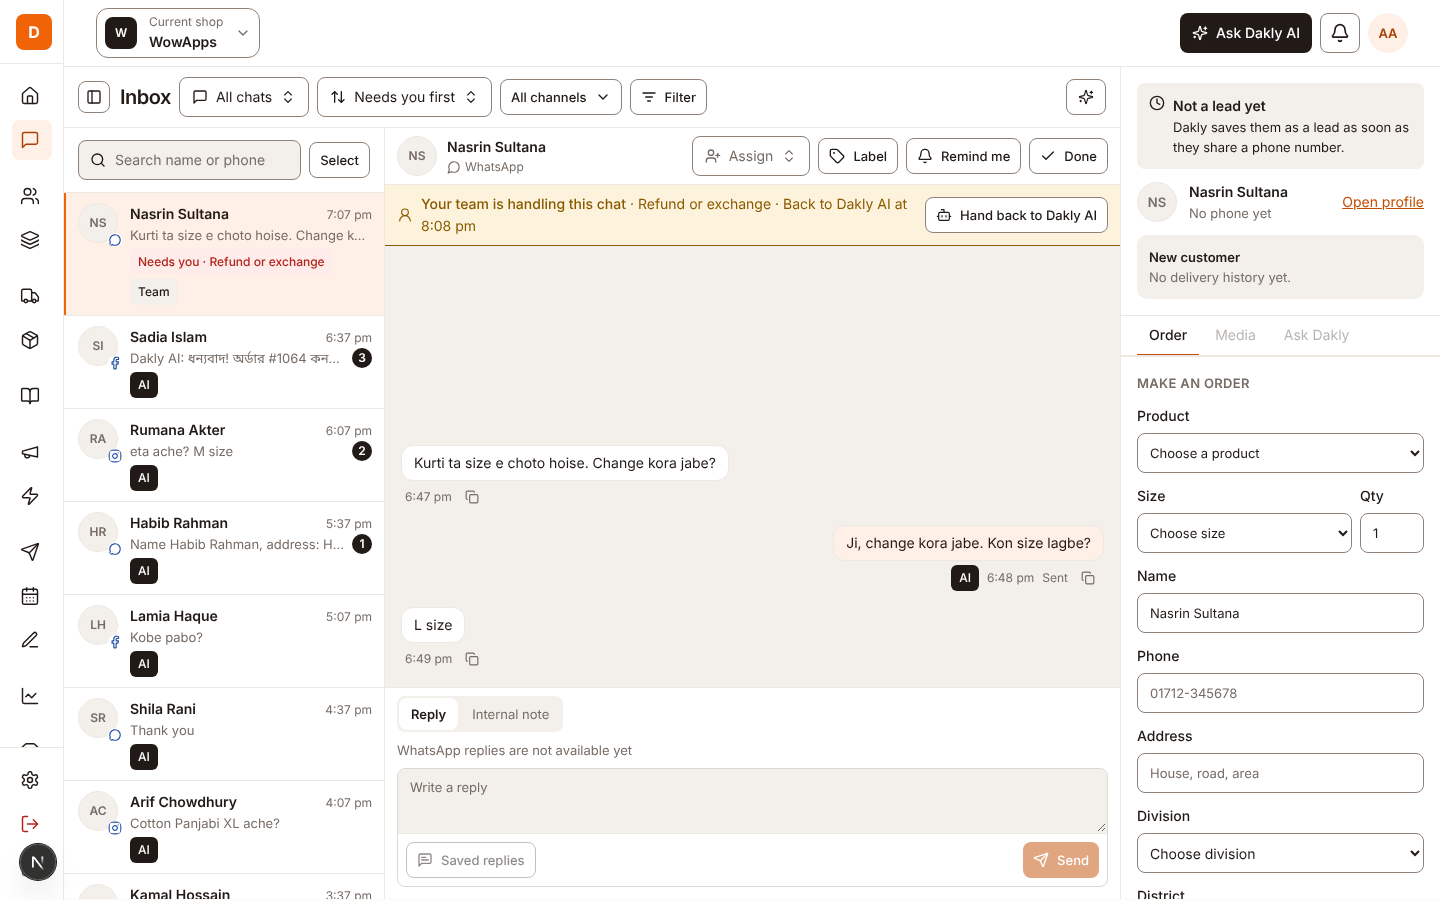 D
W
Current shop
WowApps
Ask Dakly AI
AA
Inbox
All chats
Needs you first
All channels
Filter
Search name or phone
Select
NS
Nasrin Sultana
7:07 pm
Kurti ta size e choto hoise. Change k...
Needs you · Refund or exchange
Team
SI
Sadia Islam
6:37 pm
Dakly AI: ধন্যবাদ! অর্ডার #1064 কন...
3
AI
RA
Rumana Akter
6:07 pm
eta ache? M size
2
AI
HR
Habib Rahman
5:37 pm
Name Habib Rahman, address: H...
1
AI
LH
Lamia Haque
5:07 pm
Kobe pabo?
AI
SR
Shila Rani
4:37 pm
Thank you
AI
AC
Arif Chowdhury
4:07 pm
Cotton Panjabi XL ache?
AI
Kamal Hossain
3:37 pm
N
NS
Nasrin Sultana
WhatsApp
Assign
Label
Remind me
Done
Your team is handling this chat · Refund or exchange · Back to Dakly AI at
8:08 pm
Hand back to Dakly AI
Kurti ta size e choto hoise. Change kora jabe?
6:47 pm
Ji, change kora jabe. Kon size lagbe?
AI 6:48 pm Sent
L size
6:49 pm
Reply
Internal note
WhatsApp replies are not available yet
Write a reply
Saved replies
Send
Not a lead yet
Dakly saves them as a lead as soon as
they share a phone number.
NS
Nasrin Sultana
No phone yet
Open profile
New customer
No delivery history yet.
Order
Media
Ask Dakly
MAKE AN ORDER
Product
Choose a product
Size
Qty
Choose size
1
Name
Nasrin Sultana
Phone
01712-345678
Address
House, road, area
Division
Choose division
District